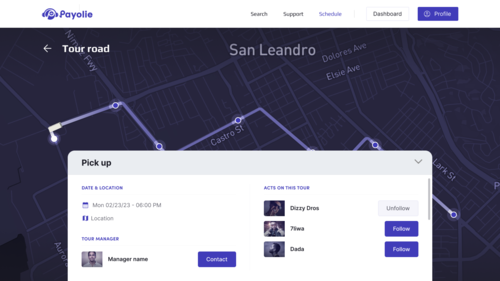 Payolie
Search
Support
Schedule
Dashboard
Profile
Tour road
San Leandro
Dolores Ave
Elsie Ave
Castro St
Lark St
Pick up
DATE & LOCATION
Mon 02/23/23 - 06:00 PM
Location
TOUR MANAGER
Manager name
Contact
ACTS ON THIS TOUR
Dizzy Dros
Unfollow
7liwa
Follow
Dada
Follow